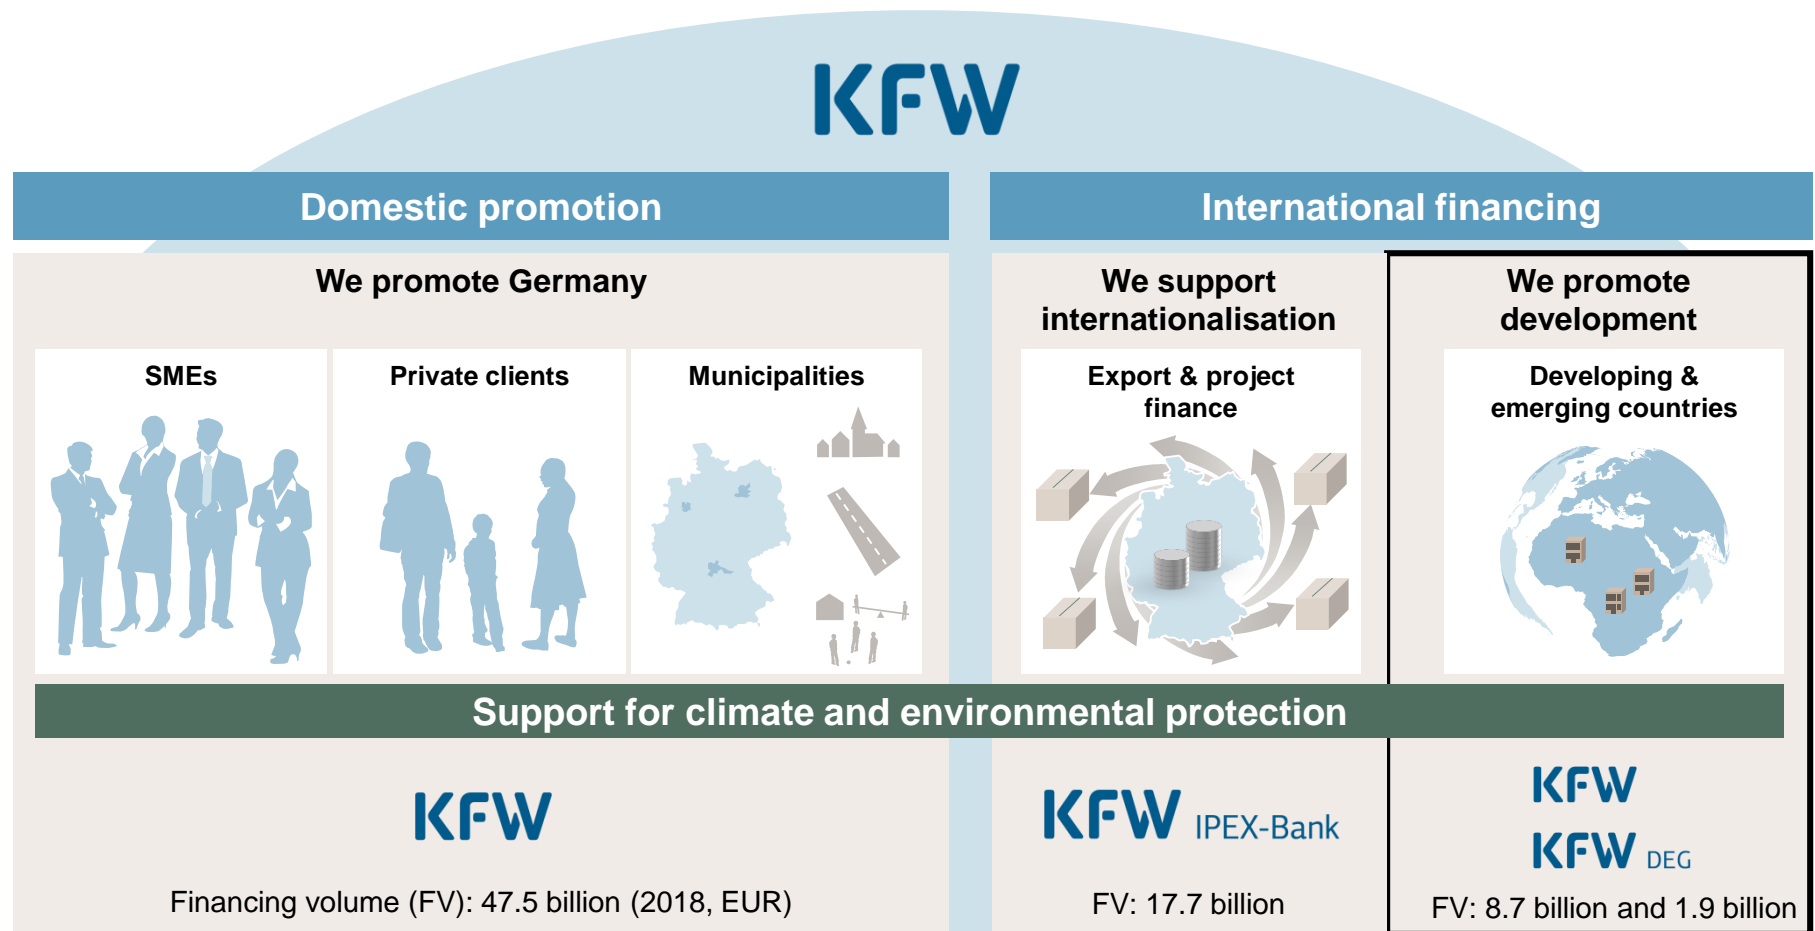 KFW
Domestic promotion
International financing
We promote Germany
SMEs
Private clients
Municipalities
We support
internationalisation
Export & project
finance
We promote
development
Developing &
emerging countries
Support for climate and environmental protection
KFW
Financing volume (FV): 47.5 billion (2018, EUR)
KFW IPEX-Bank
FV: 17.7 billion
KFW
KFW DEG
FV: 8.7 billion and 1.9 billion